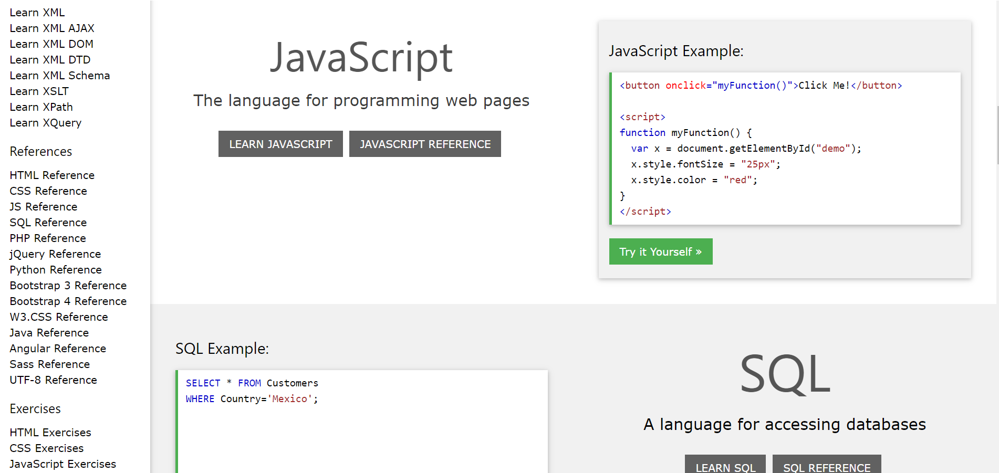 Learn XML
Learn XML AJAX
Learn XML DOM
Learn XML DTD
Learn XML Schema
Learn XSLT
Learn XPath
Learn XQuery
References
HTML Reference
CSS Reference
JS Reference
SQL Reference
PHP Reference
jQuery Reference
Python Reference
Bootstrap 3 Reference
Bootstrap 4 Reference
W3.CSS Reference
Java Reference
Angular Reference
Sass Reference
UTF-8 Reference
Exercises
HTML Exercises
CSS Exercises
JavaScript Exercises
JavaScript
The language for programming web pages
LEARN JAVASCRIPT JAVASCRIPT REFERENCE
JavaScript Example:
<button onclick="myFunction()">Click Me!</button>
<script>
function myFunction() {
  var x = document.getElementById("demo");
  x.style.fontSize = "25px";
  x.style.color = "red";
}
</script>
Try it Yourself »
SQL Example:
SELECT * FROM Customers
WHERE Country='Mexico';
SQL
A language for accessing databases
LEARN SQL SQL REFERENCE